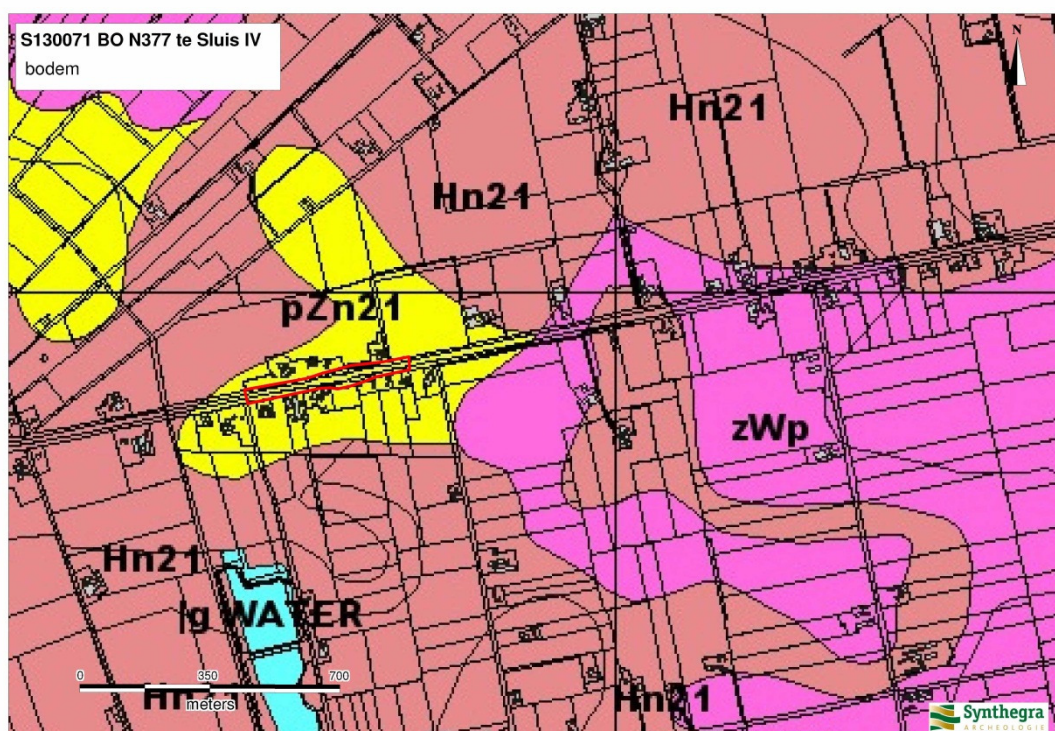 S130071 BO N377 te Sluis IV
bodem
N
Hn21
Hn21
pZn21
zWp
Hn21
|g WATER
0 350 700
meters
Hn21
Hn21
Synthegra
ARCHEOLOGIE